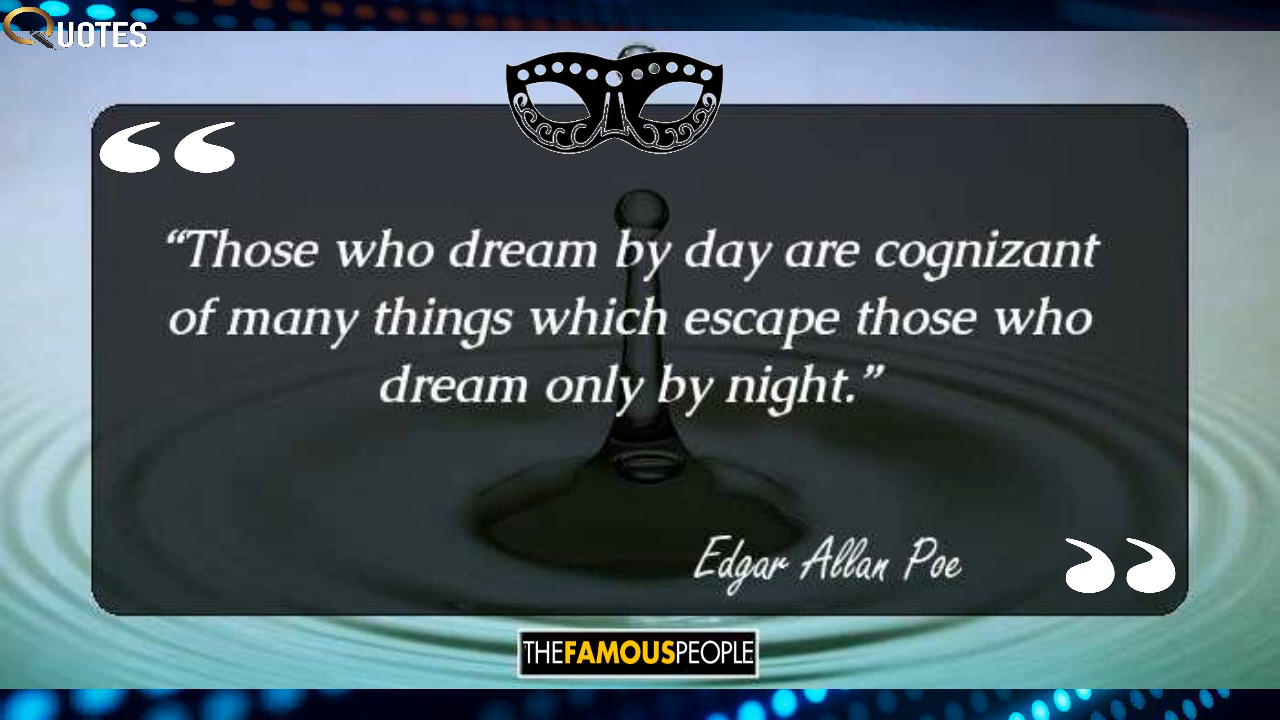 QUOTES
“Those who dream by day are cognizant
of many things which escape those who
dream only by night.”
Edgar Allan Poe
THEFAMOUSPEOPLE